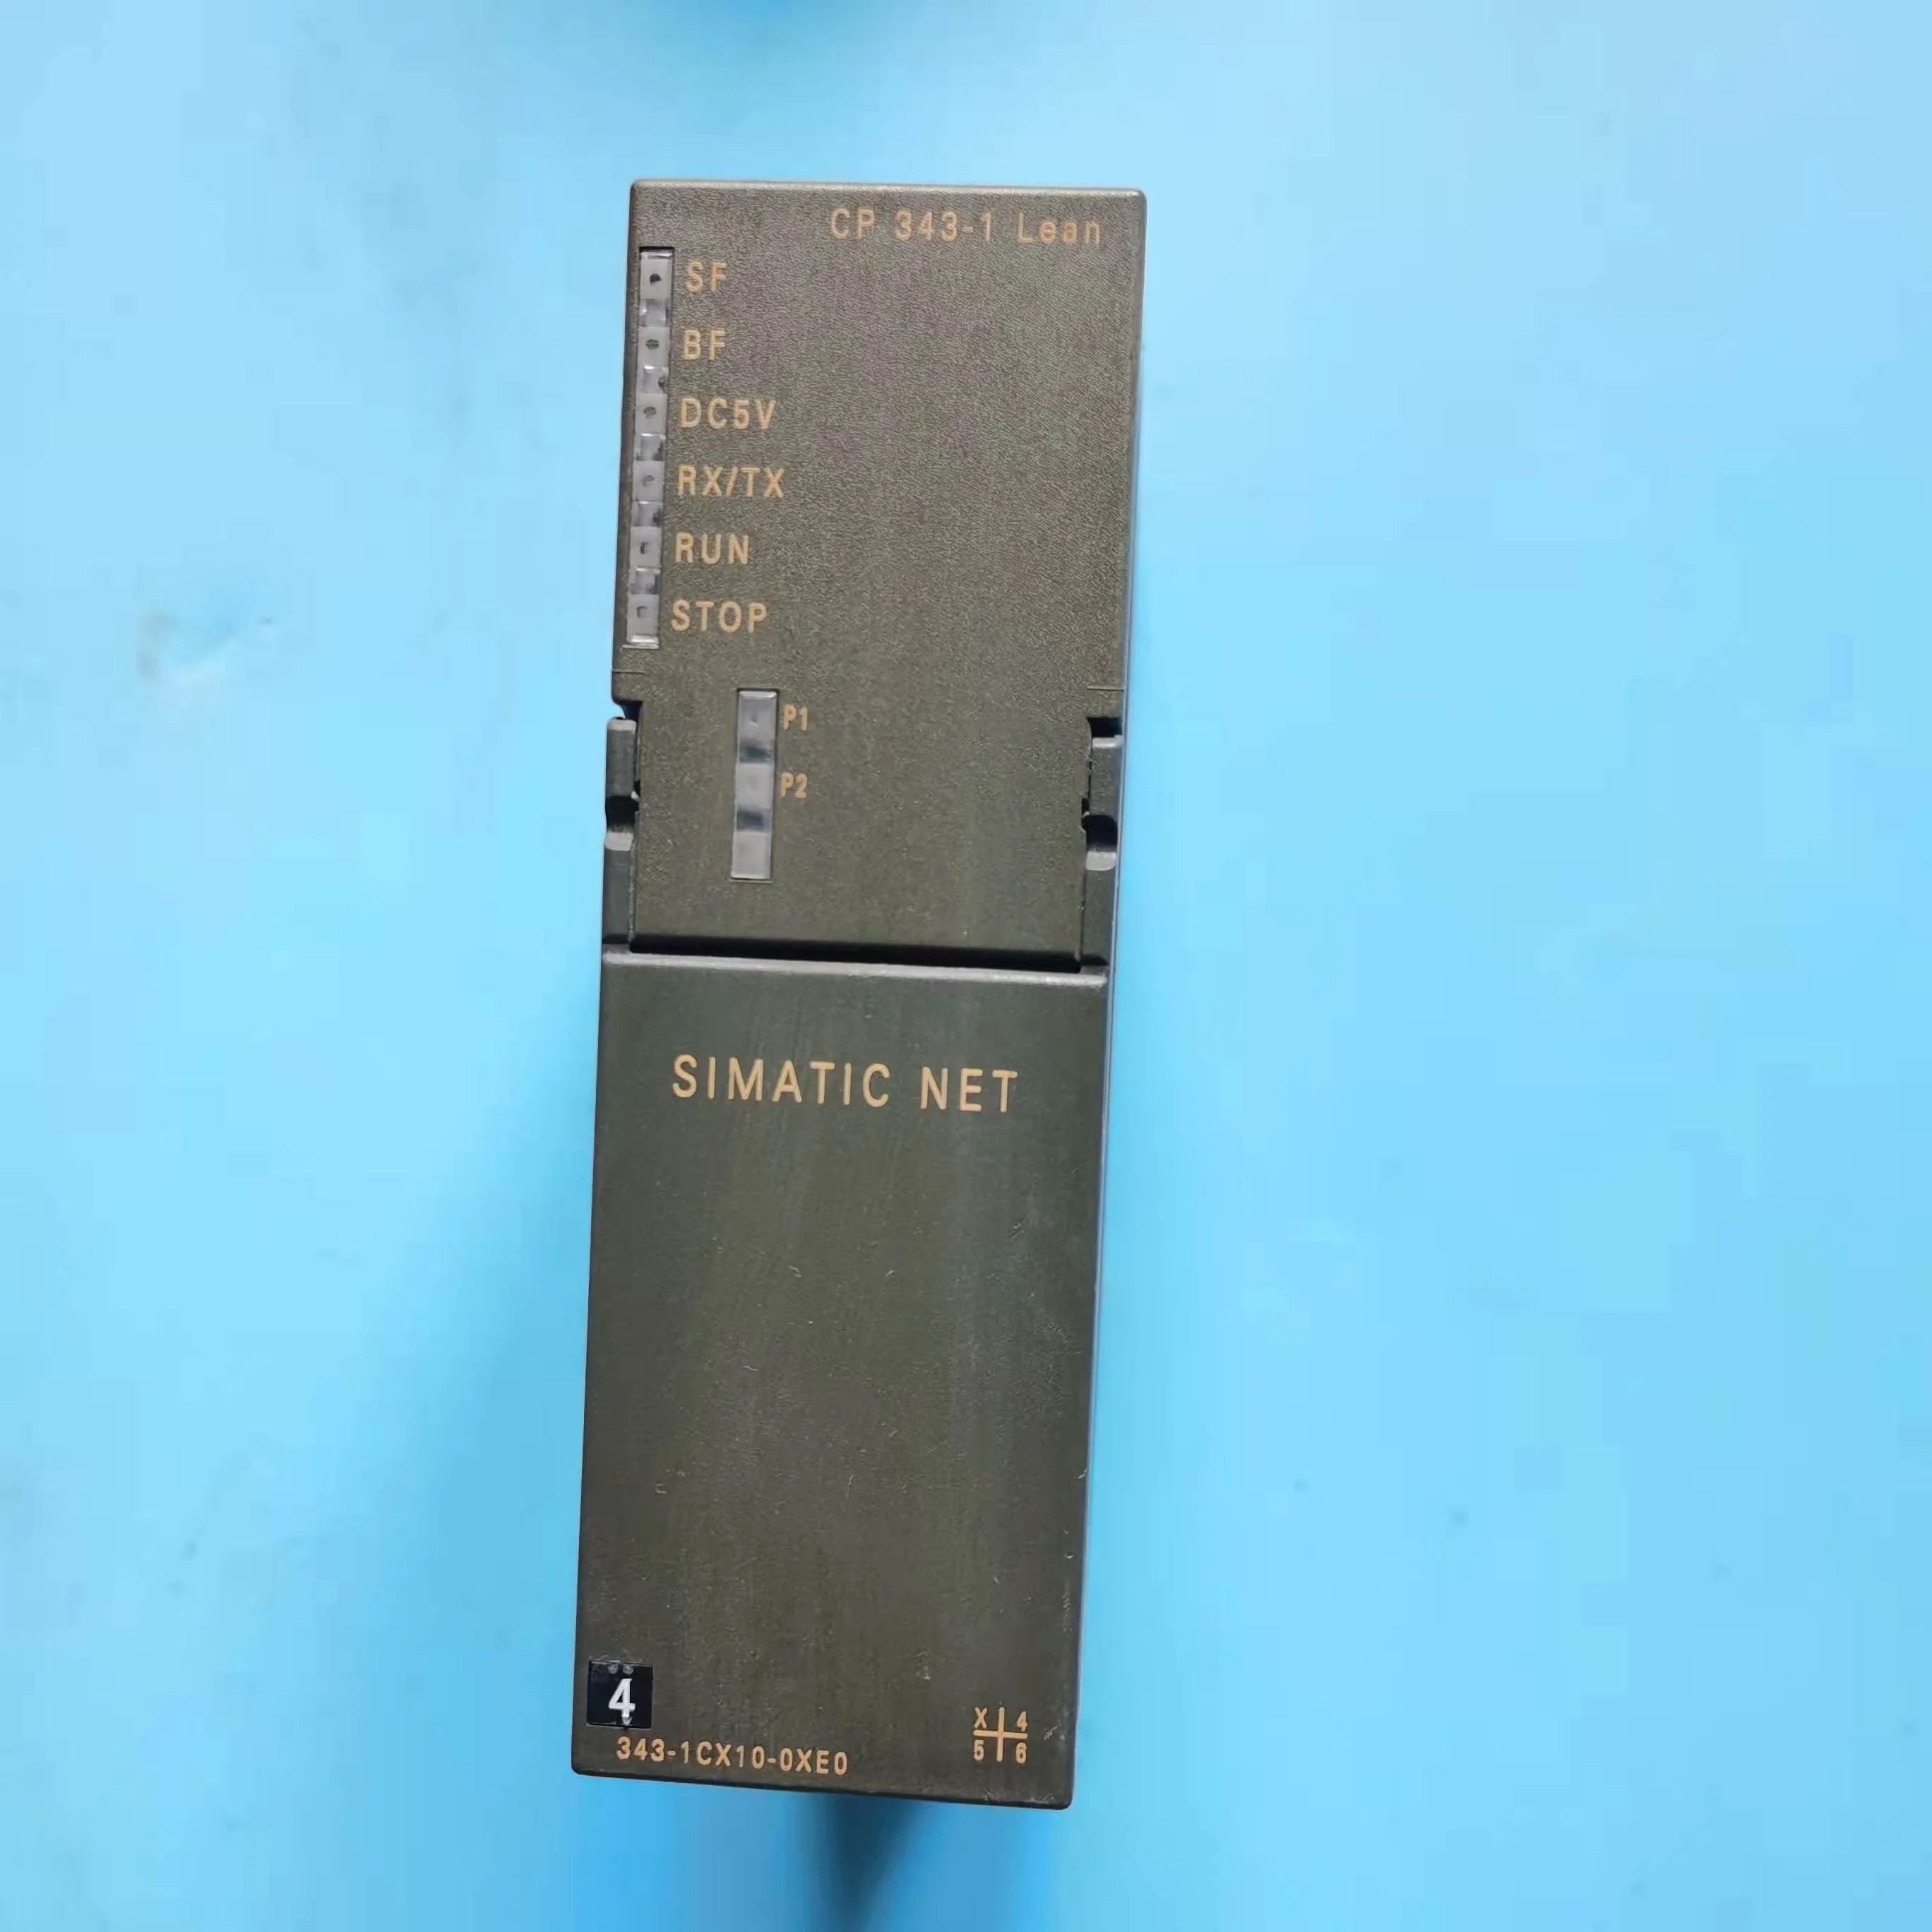 CP 343-1 Lean
SF
BF
DC5V
RX/TX
RUN
STOP
P1
P2
SIMATIC NET
4
343-1CX10-0XE0
X 4
5 6